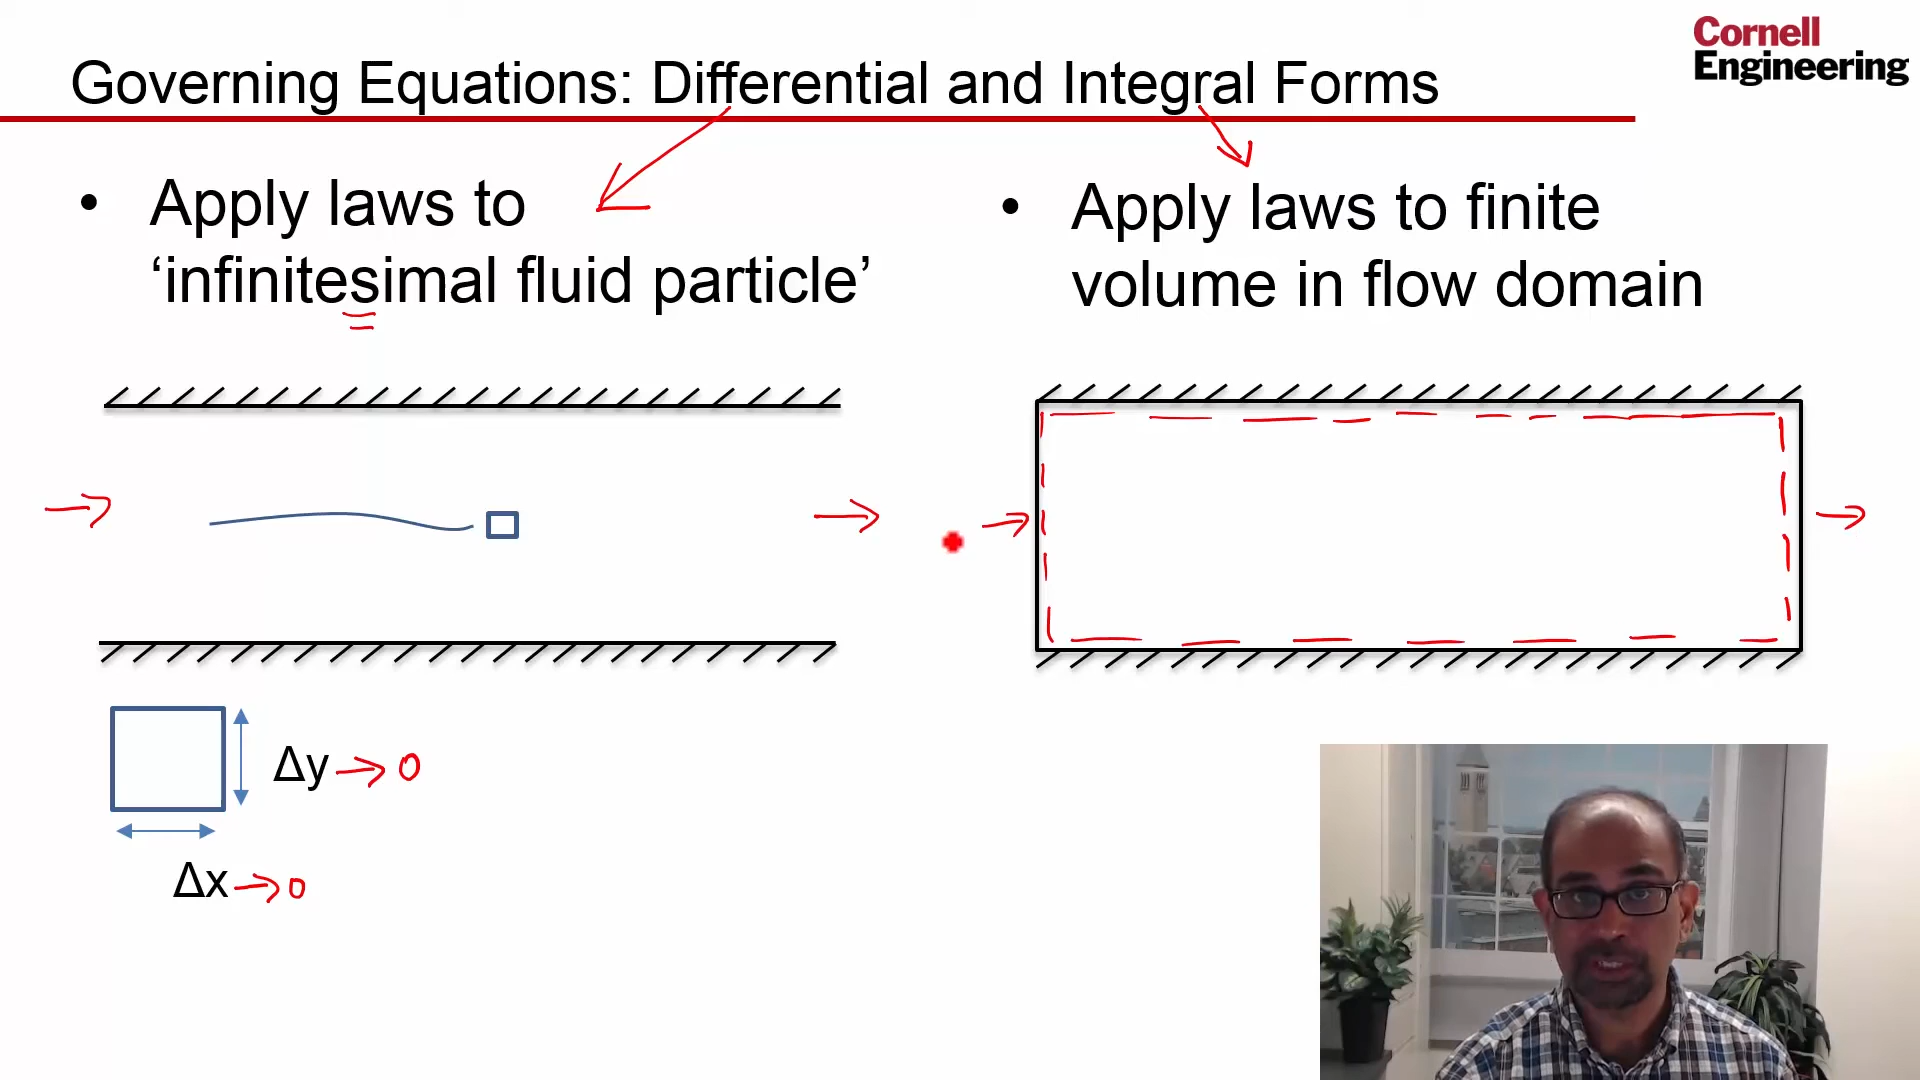 Cornell
Engineering
Governing Equations: Differential and Integral Forms
• Apply laws to
‘infinitesimal fluid particle’
• Apply laws to finite
volume in flow domain
Δy → 0
Δx → 0